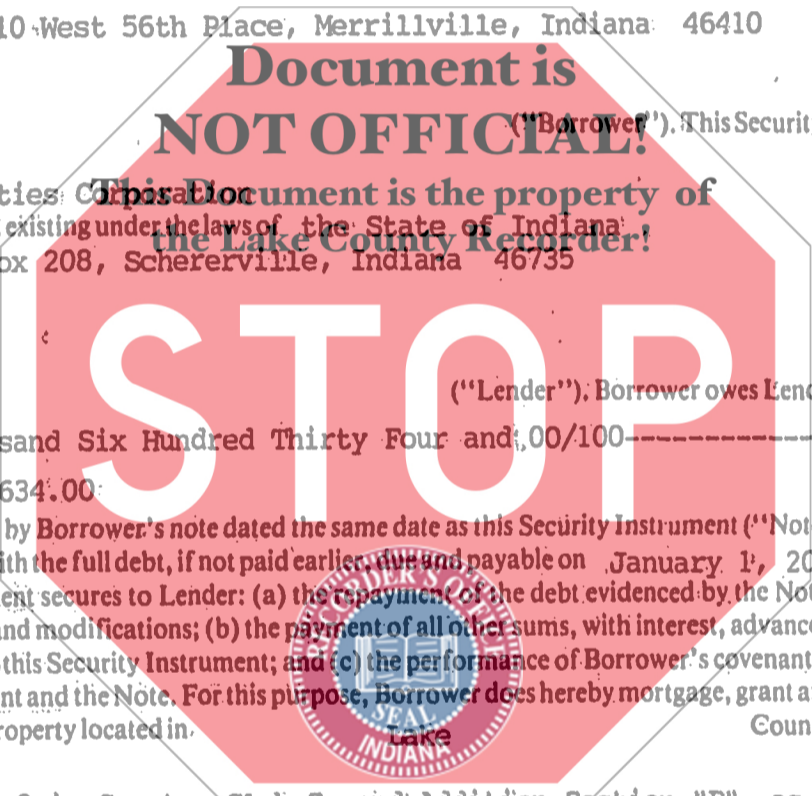 10 West 56th Place, Merrillville, Indiana 46410
Document is
NOT OFFICIAL!
("Borrower"). This Securit
This Document is the property of
ties Corporation
existing under the laws of the State of Indiana
the Lake County Recorder!
ox 208, Schererville, Indiana 46735
STOP
("Lender"). Borrower owes Lend
sand Six Hundred Thirty Four and 00/100-------------
634.00
by Borrower's note dated the same date as this Security Instrument ("Not
ith the full debt, if not paid earlier, due and payable on January 1, 20
ent secures to Lender: (a) the repayment of the debt evidenced by the Not
and modifications; (b) the payment of all other sums, with interest, advance
this Security Instrument; and (c) the performance of Borrower's covenant
nt and the Note. For this purpose, Borrower does hereby mortgage, grant a
roperty located in Lake Coun
RECORDER'S OFFICE
SEAL
INDIANA